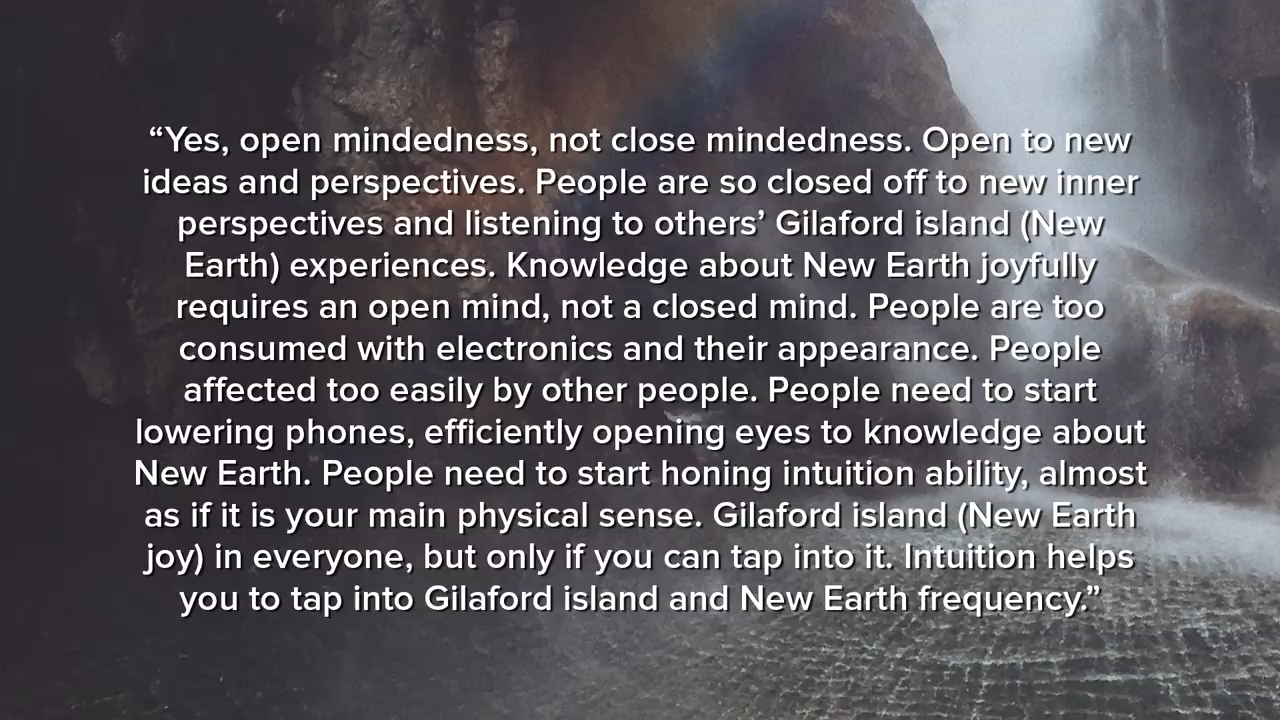 “Yes, open mindedness, not close mindedness. Open to new
ideas and perspectives. People are so closed off to new inner
perspectives and listening to others’ Gilaford island (New
Earth) experiences. Knowledge about New Earth joyfully
requires an open mind, not a closed mind. People are too
consumed with electronics and their appearance. People
affected too easily by other people. People need to start
lowering phones, efficiently opening eyes to knowledge about
New Earth. People need to start honing intuition ability, almost
as if it is your main physical sense. Gilaford island (New Earth
joy) in everyone, but only if you can tap into it. Intuition helps
you to tap into Gilaford island and New Earth frequency.”